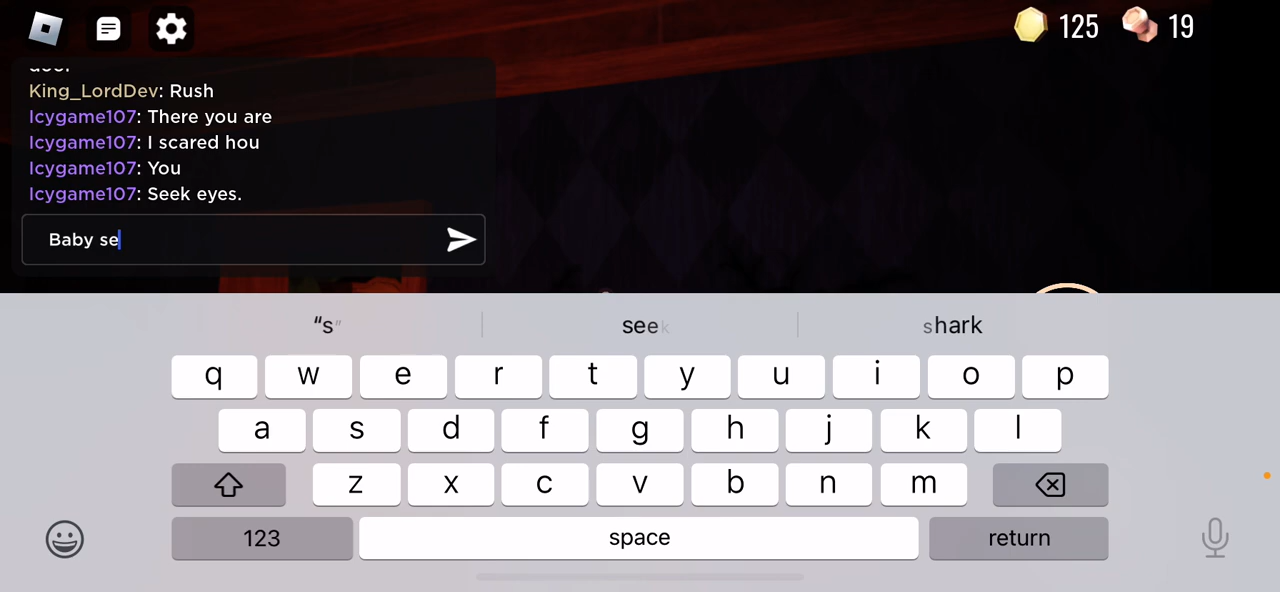 125
19
King_LordDev: Rush
Icygame107: There you are
Icygame107: I scared hou
Icygame107: You
Icygame107: Seek eyes.
Baby se
“s” seek shark
q w e r t y u i o p
a s d f g h j k l
z x c v b n m
123 space return